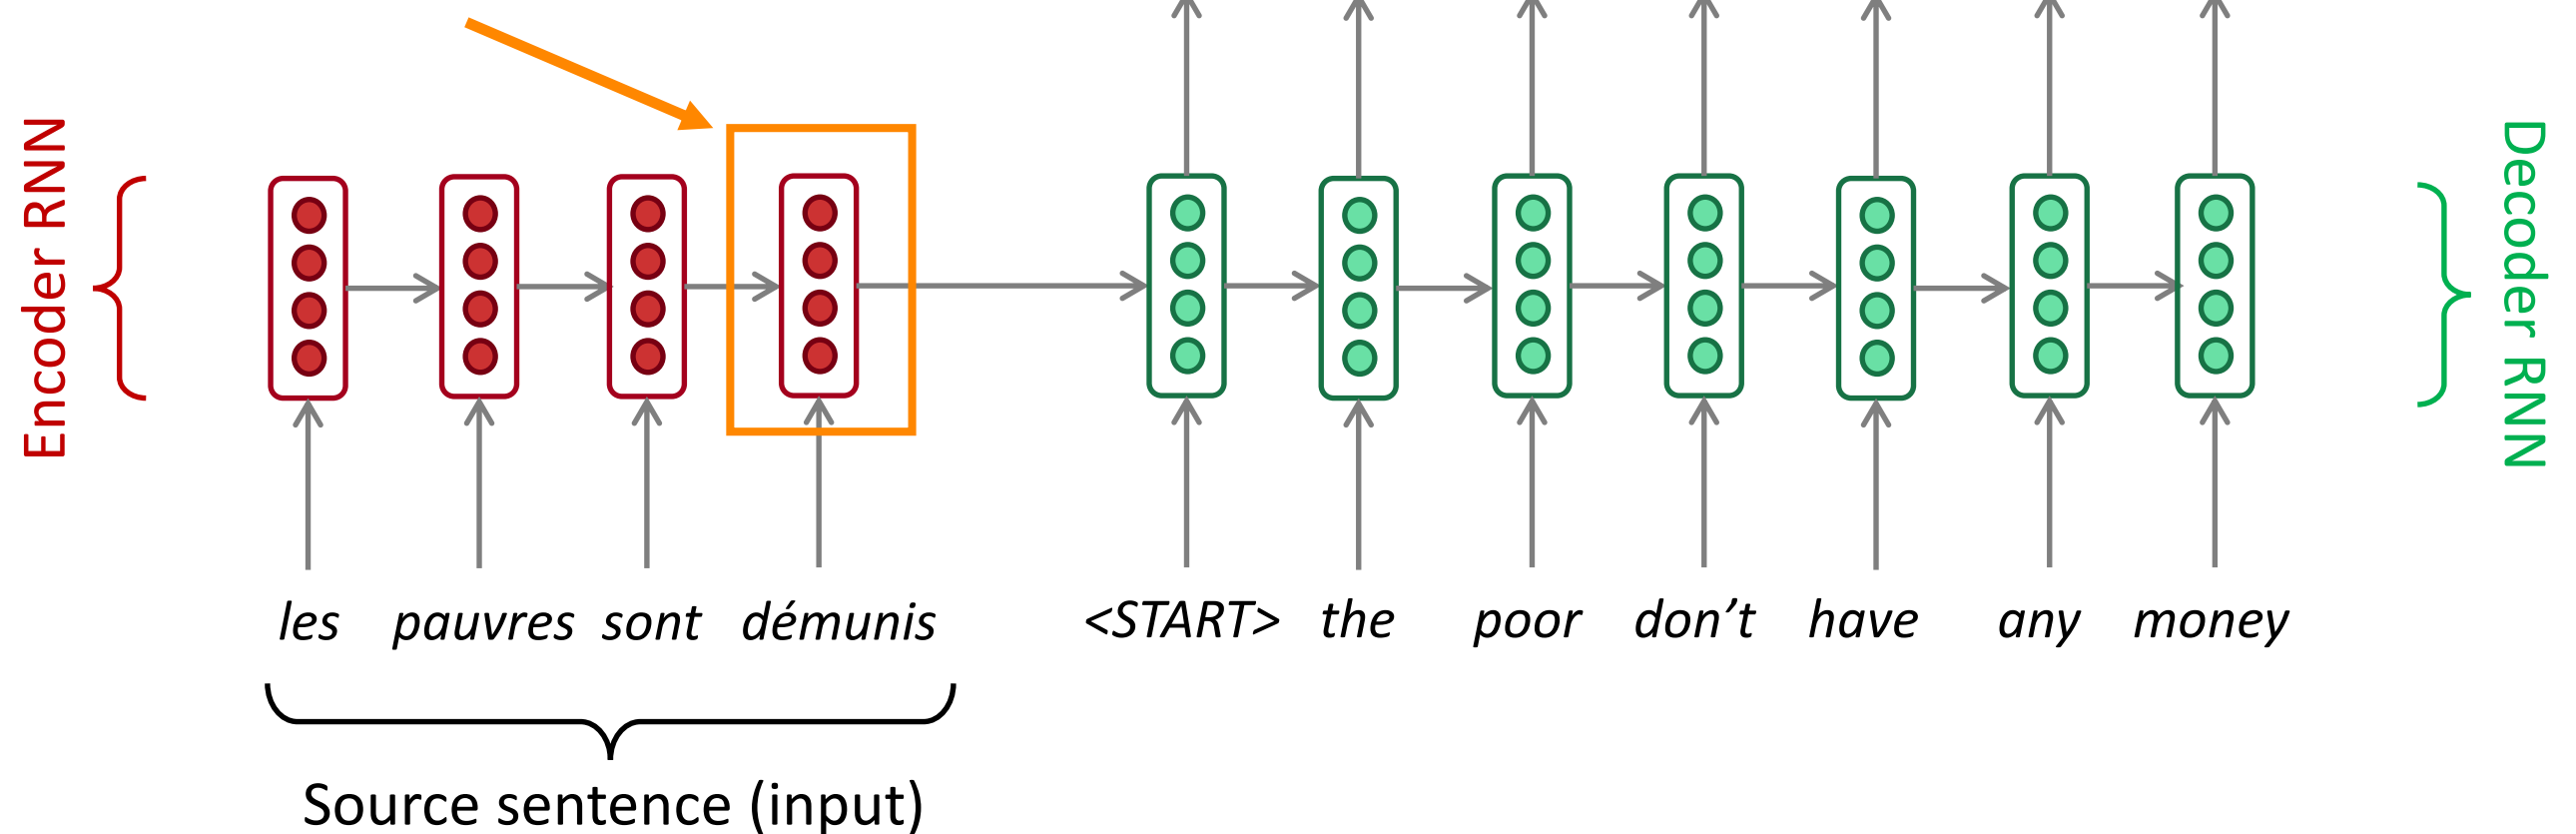 Encoder RNN
Decoder RNN
les pauvres sont démunis <START> the poor don’t have any money
Source sentence (input)